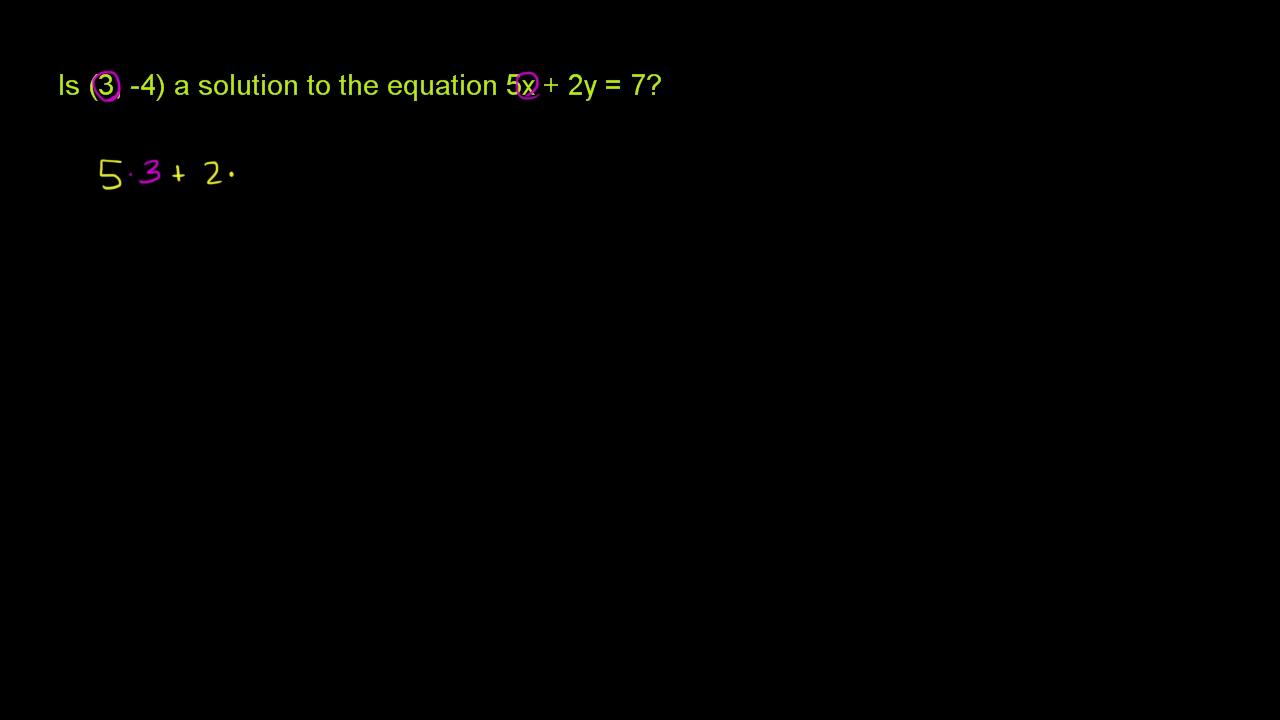 Is (3, -4) a solution to the equation 5x + 2y = 7?
5 · 3 + 2 ·